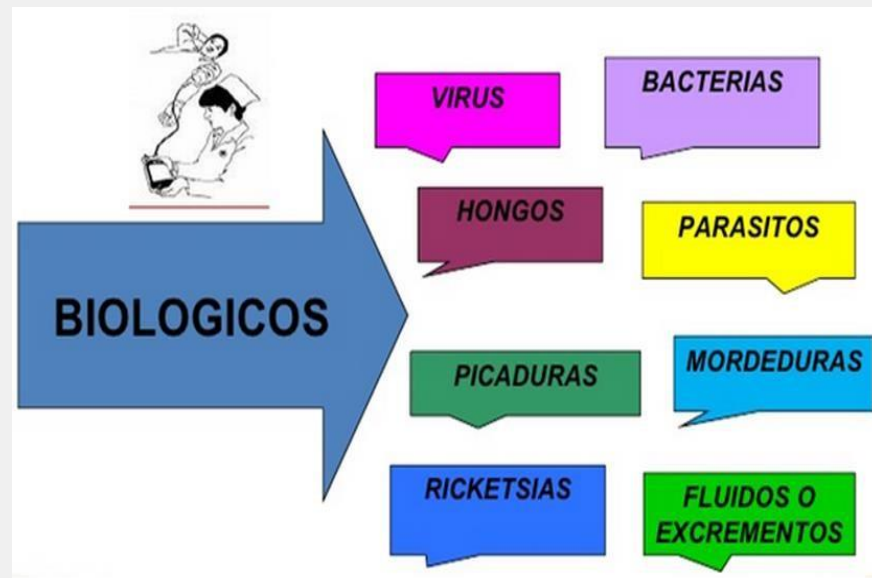 VIRUS
BACTERIAS
HONGOS
PARASITOS
BIOLOGICOS
PICADURAS
MORDEDURAS
RICKETSIAS
FLUIDOS O
EXCREMENTOS